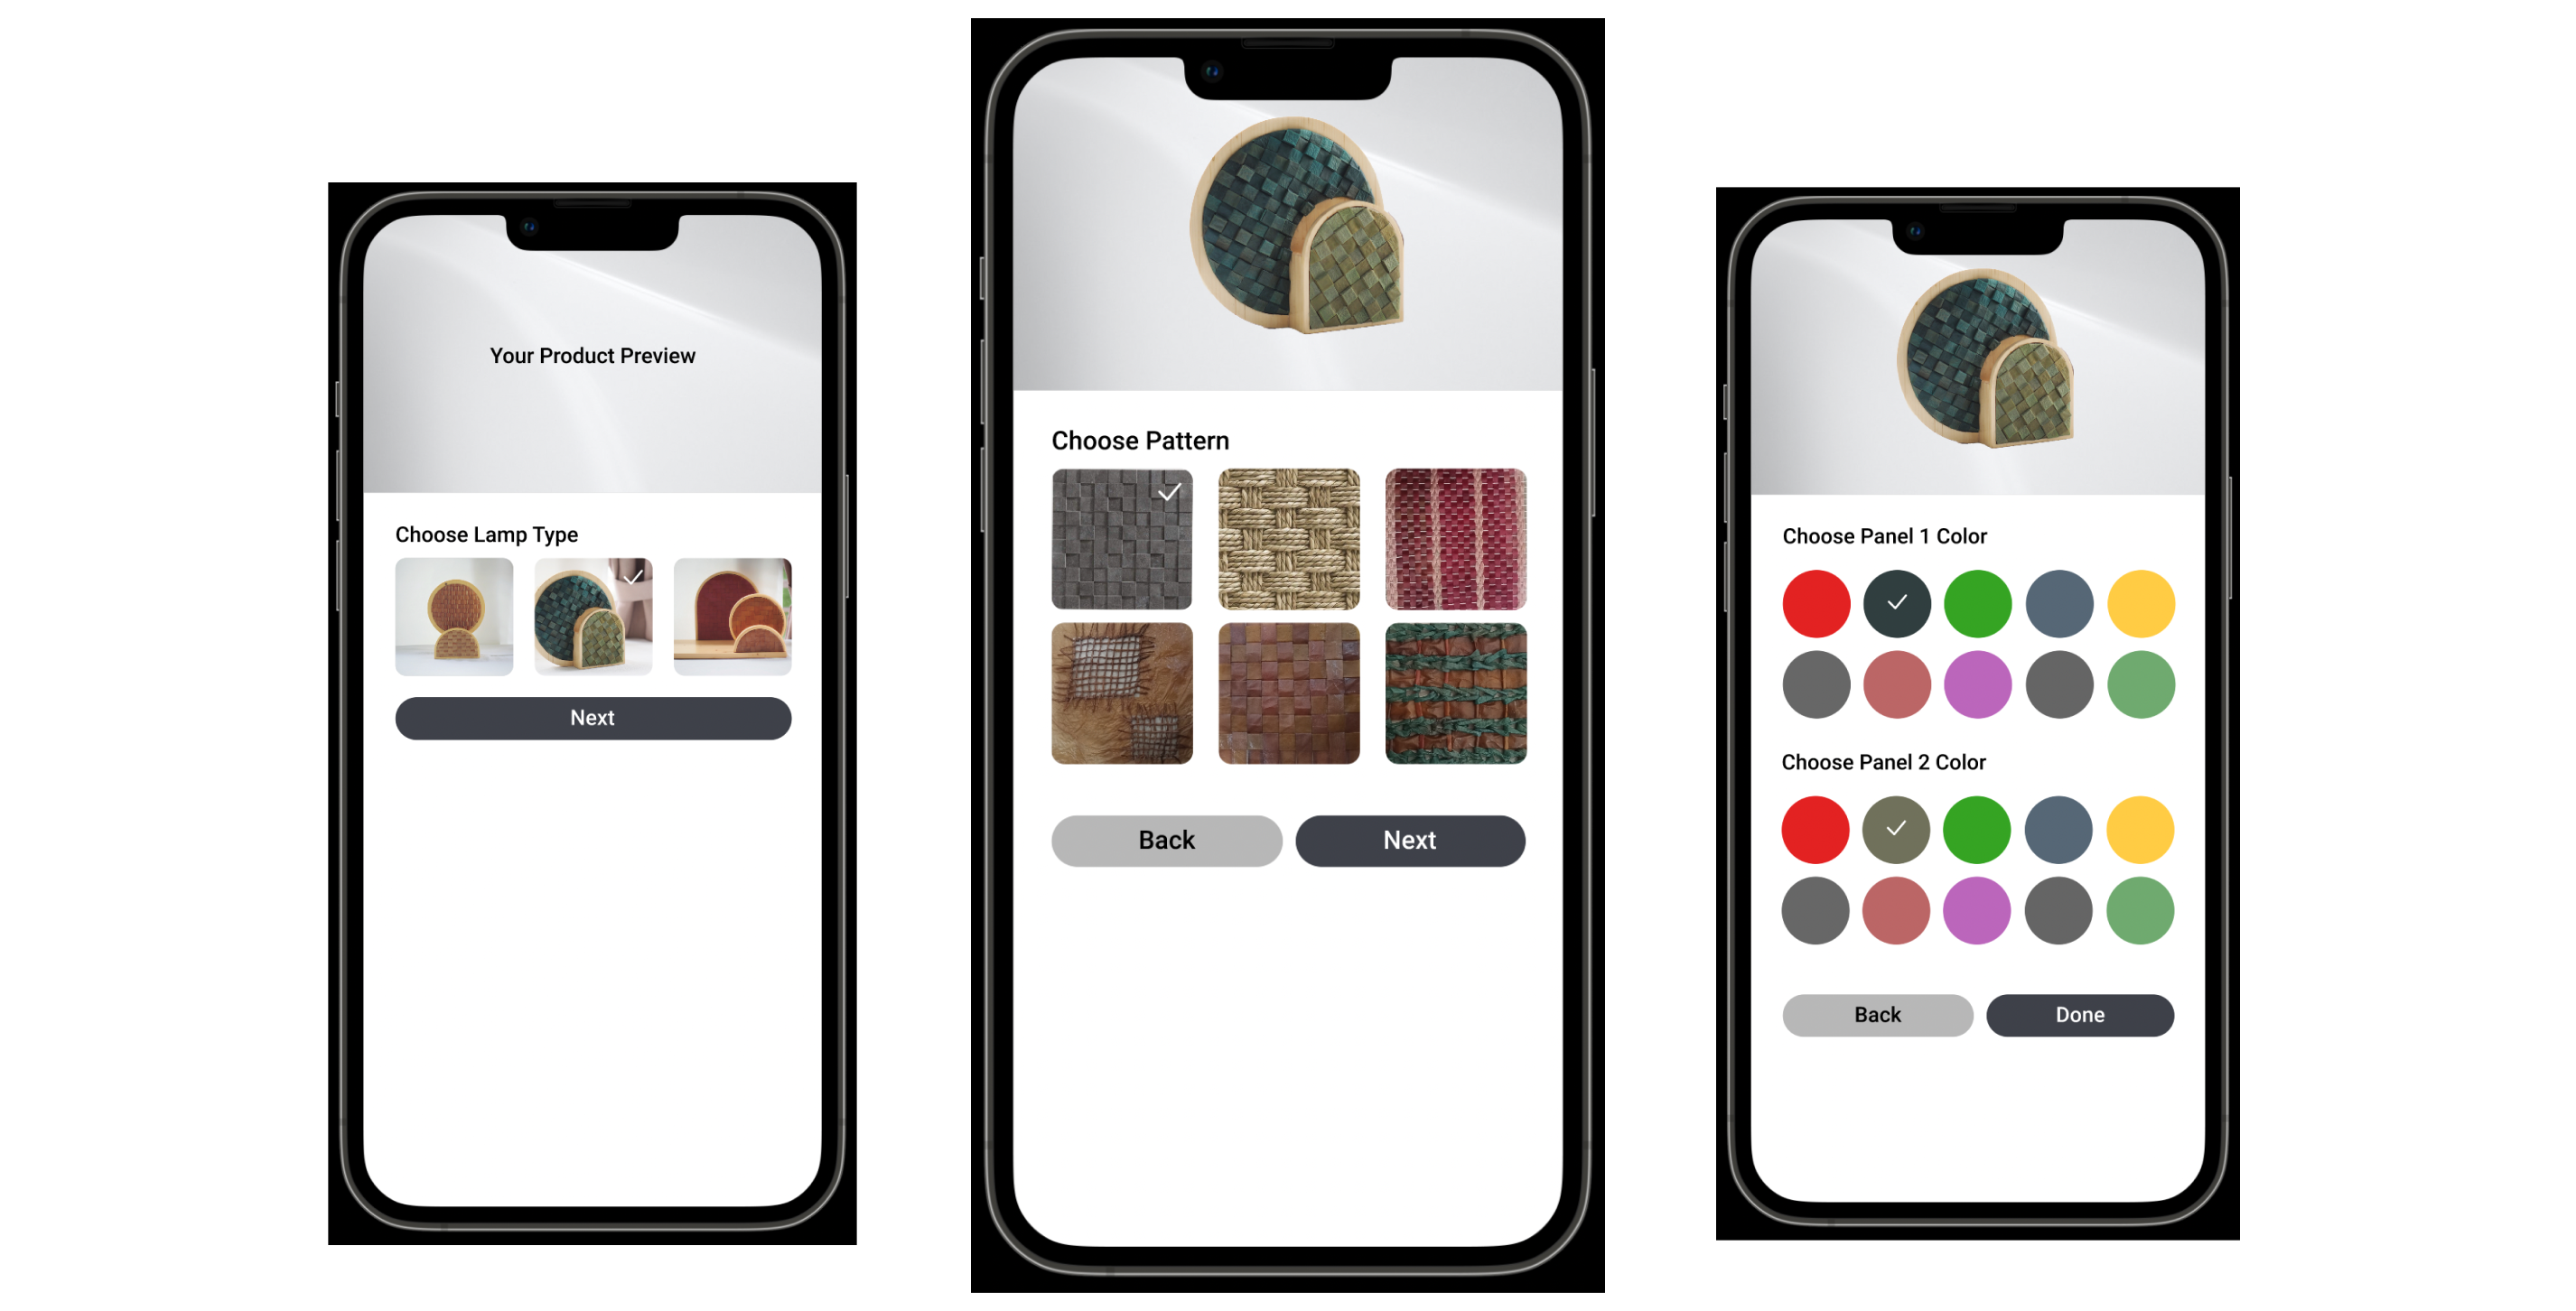 Your Product Preview
Choose Lamp Type
Next
Choose Pattern
Back
Next
Choose Panel 1 Color
Choose Panel 2 Color
Back
Done